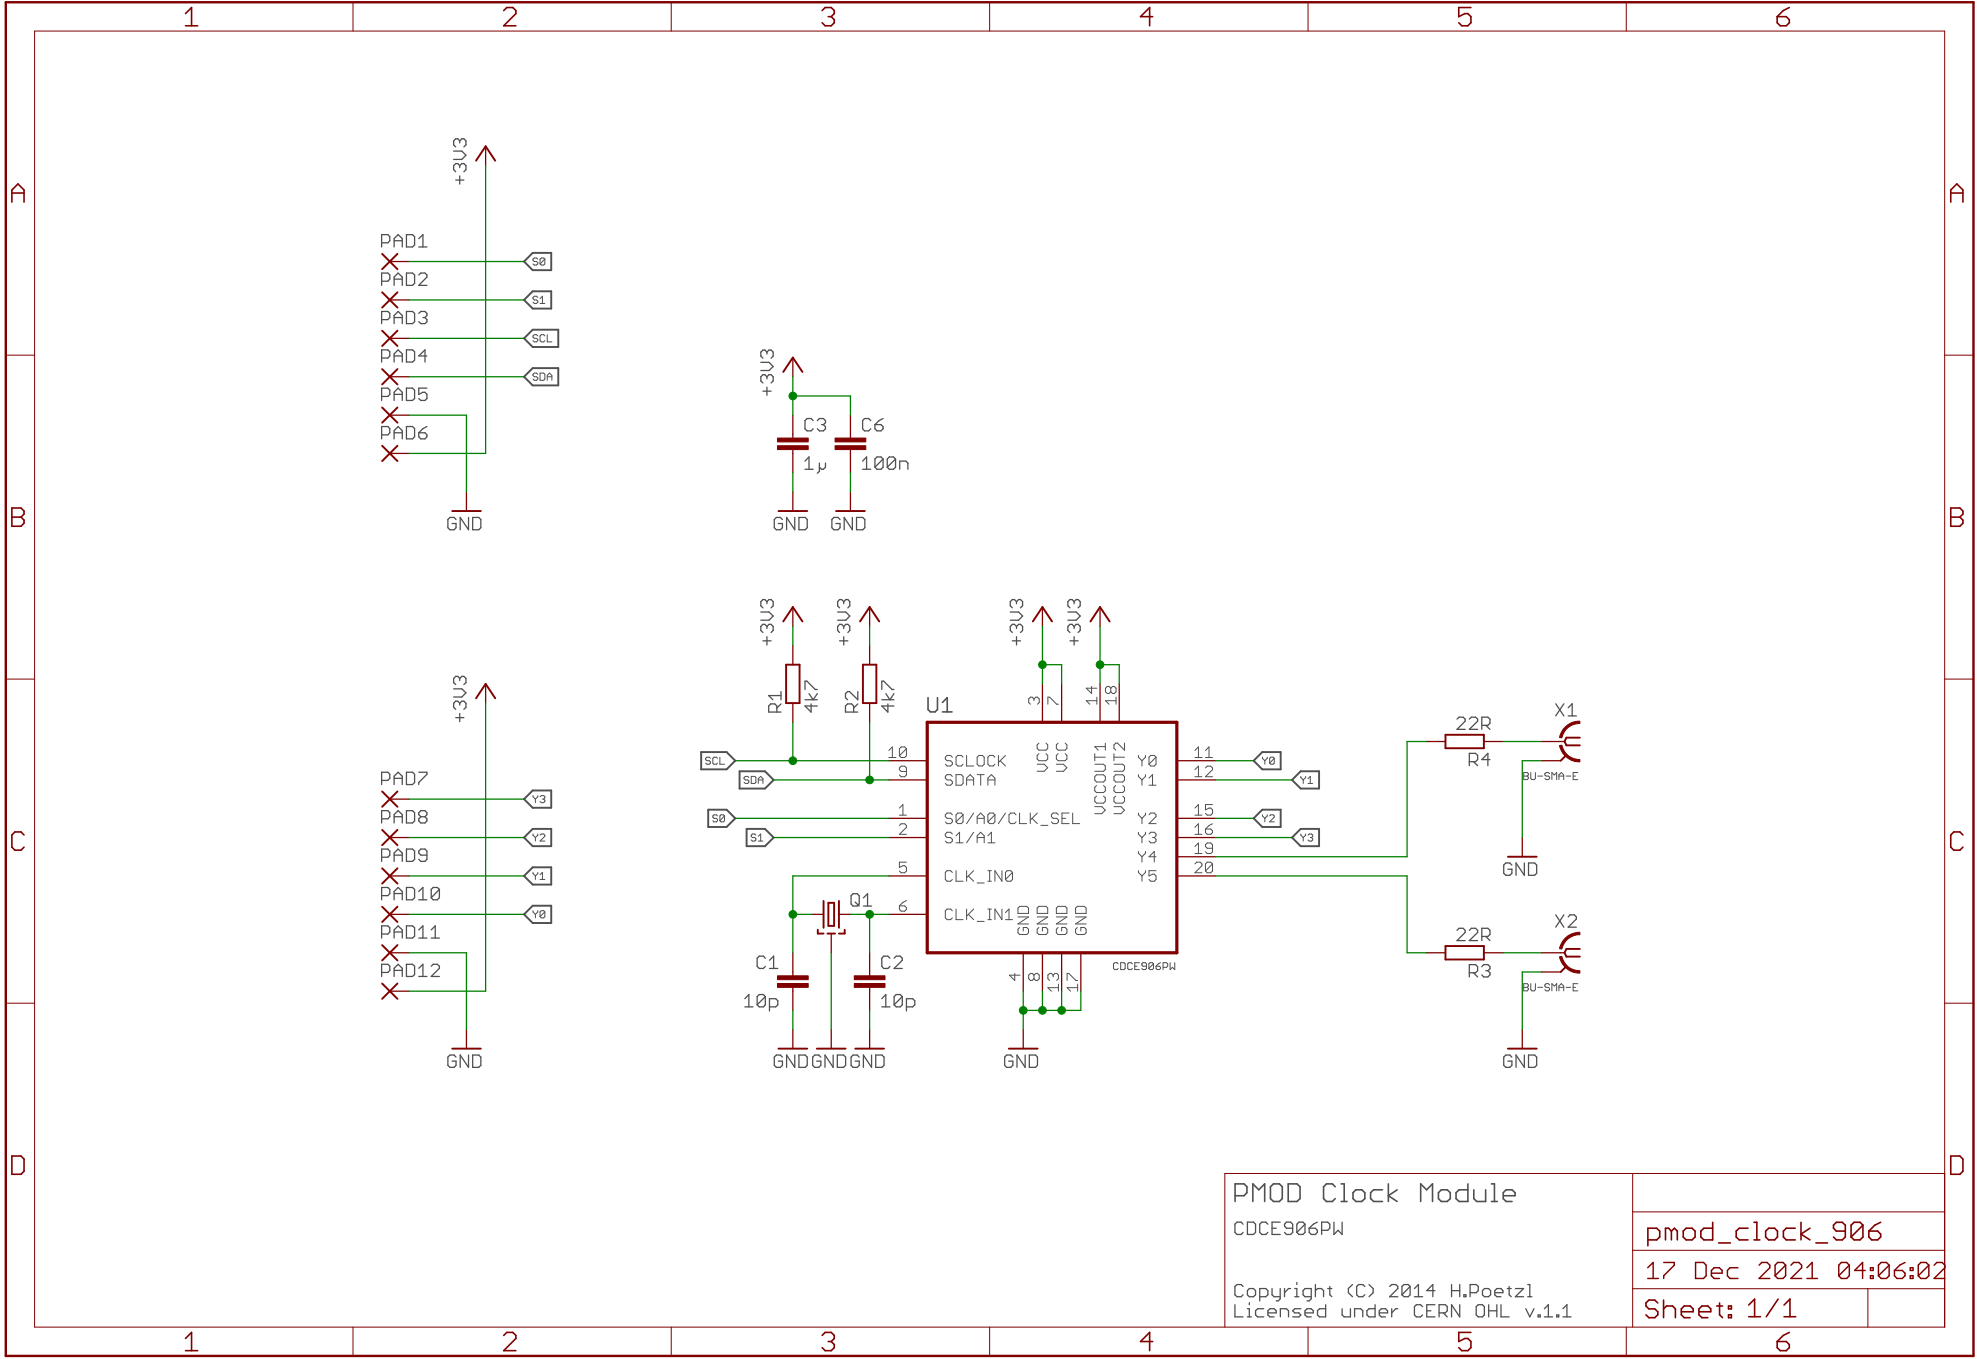 1 2 3 4 5 6
A A
+3V3
PAD1
S0
PAD2
S1
PAD3
SCL
PAD4
SDA
PAD5
PAD6
GND
+3V3
C3 C6
1µ 100n
GND GND
B B
+3V3 +3V3 +3V3 +3V3
R1 4k7 R2 4k7
U1
3 7 14 18
SCL 10 SCLOCK
SDA 9 SDATA
S0 1 S0/A0/CLK_SEL
S1 2 S1/A1
5 CLK_IN0
6 CLK_IN1
VCC VCC VCCOUT1 VCCOUT2
Y0 11 Y0
Y1 12 Y1
Y2 15 Y2
Y3 16 Y3
Y4 19
Y5 20
GND GND GND GND
4 8 13 17
CDCE906PW
GND
Q1
C1 C2
10p 10p
GND GND GND
22R X1
R4
BU-SMA-E
GND
22R X2
R3
BU-SMA-E
GND
+3V3
PAD7
Y3
PAD8
Y2
PAD9
Y1
PAD10
Y0
PAD11
PAD12
GND
C C
D D
PMOD Clock Module
CDCE906PW
Copyright (C) 2014 H.Poetzl
Licensed under CERN OHL v.1.1
pmod_clock_906
17 Dec 2021 04:06:02
Sheet: 1/1
1 2 3 4 5 6